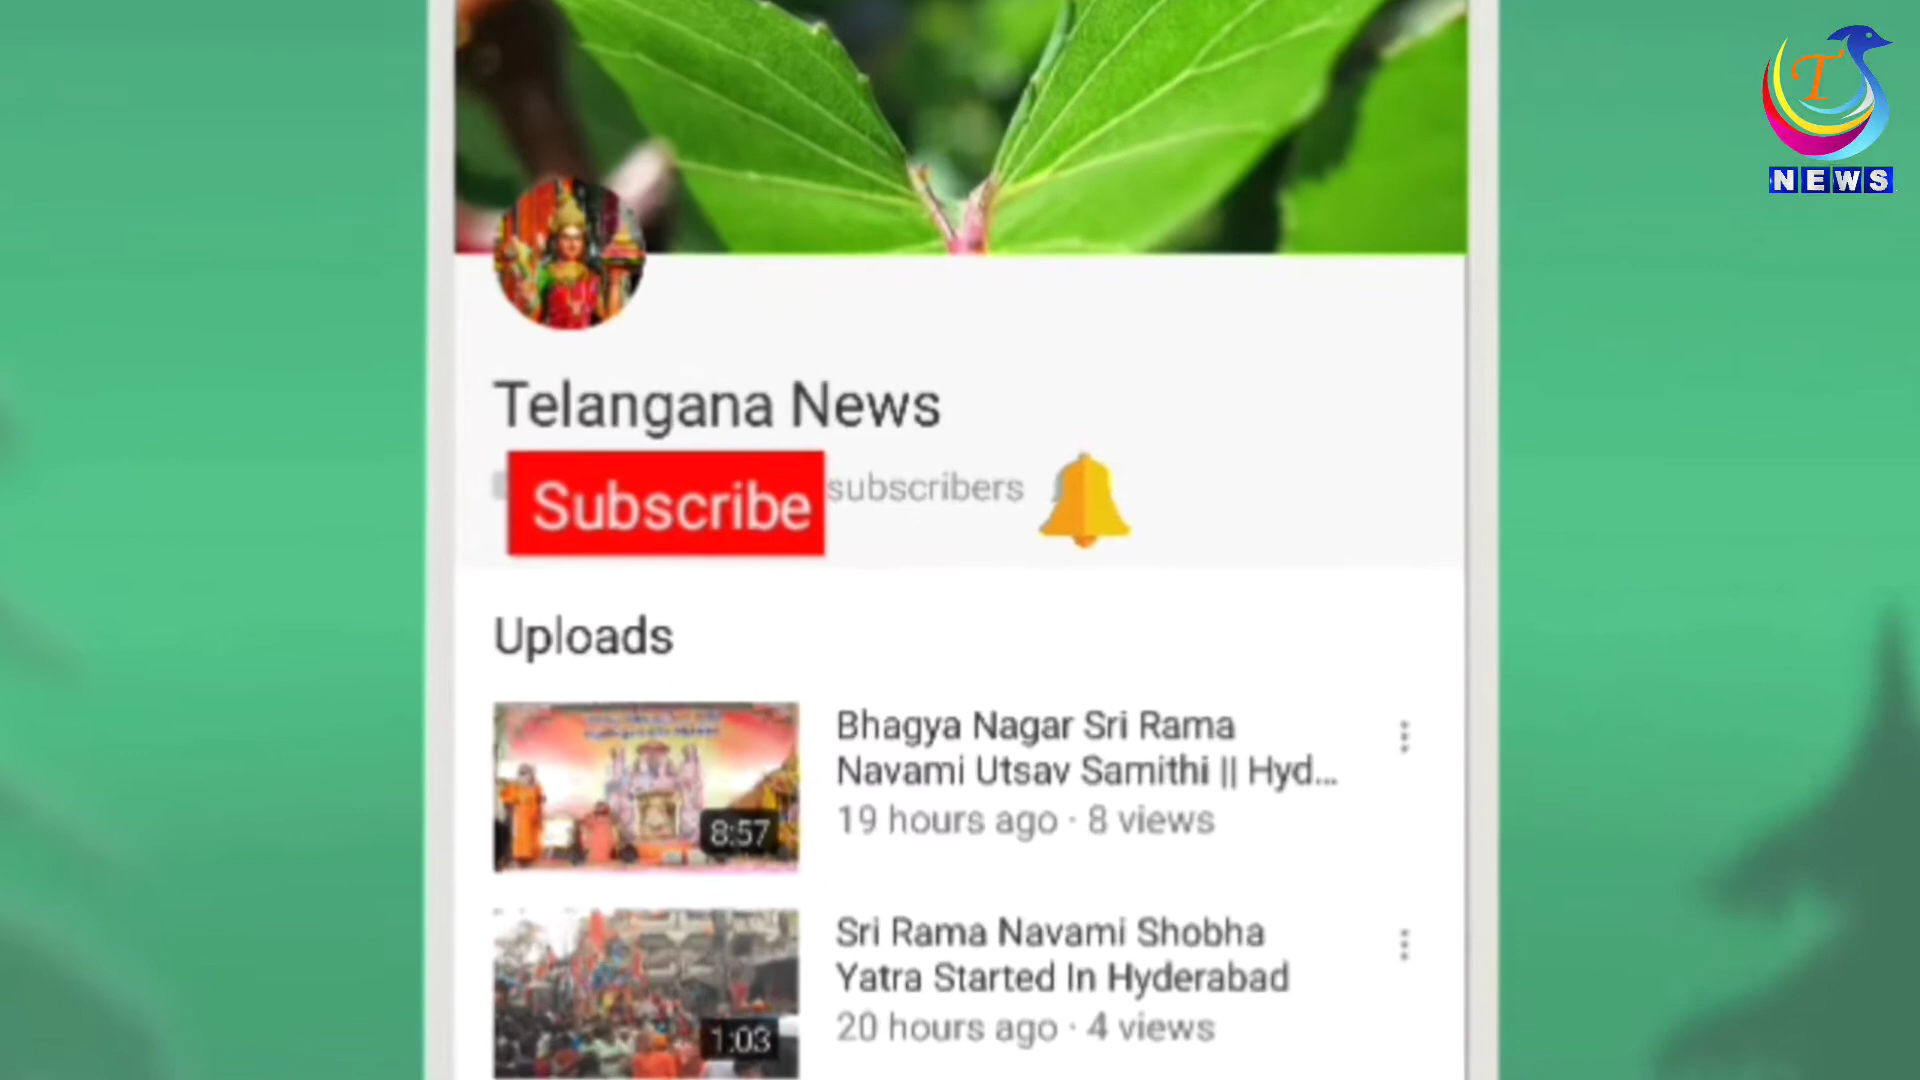 T
NEWS
Telangana News
Subscribe
subscribers
Uploads
Bhagya Nagar Sri Rama
Navami Utsav Samithi || Hyd...
19 hours ago · 8 views
8:57
Sri Rama Navami Shobha
Yatra Started In Hyderabad
20 hours ago · 4 views
1:03